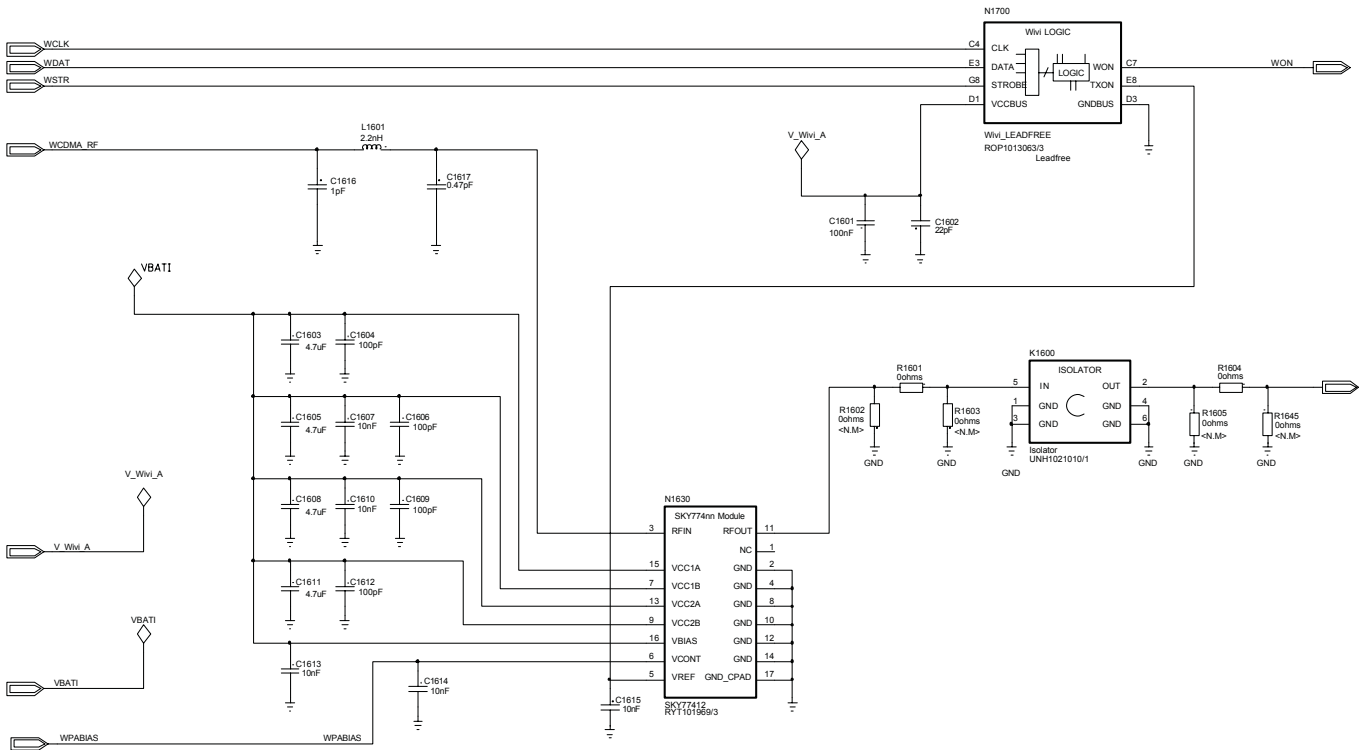 N1700
Wivi LOGIC
WCLK
C4
CLK
WDAT
E3
DATA
LOGIC
WON
C7
WON
WSTR
G8
STROBE
TXON
E8
D1
VCCBUS
GNDBUS
D3
Wivi_LEADFREE
ROP1013063/3
Leadfree
L1601
2.2nH
WCDMA_RF
C1616
1pF
C1617
0.47pF
V_Wivi_A
C1601
100nF
C1602
22pF
VBATI
C1603
4.7uF
C1604
100pF
C1605
4.7uF
C1607
10nF
C1606
100pF
C1608
4.7uF
C1610
10nF
C1609
100pF
C1611
4.7uF
C1612
100pF
C1613
10nF
C1614
10nF
C1615
10nF
V_Wivi_A
V_Wivi_A
VBATI
VBATI
WPABIAS
WPABIAS
N1630
SKY774nn Module
3
RFIN
RFOUT
11
NC
1
15
VCC1A
GND
2
7
VCC1B
GND
4
13
VCC2A
GND
8
9
VCC2B
GND
10
16
VBIAS
GND
12
6
VCONT
GND
14
5
VREF
GND_CPAD
17
SKY77412
RYT101969/3
R1601
0ohms
R1602
0ohms
<N.M>
GND
R1603
0ohms
<N.M>
GND
K1600
ISOLATOR
5
IN
OUT
2
1
GND
GND
4
3
GND
GND
6
Isolator
UNH1021010/1
GND
GND
R1604
0ohms
R1605
0ohms
<N.M>
GND
R1645
0ohms
<N.M>
GND